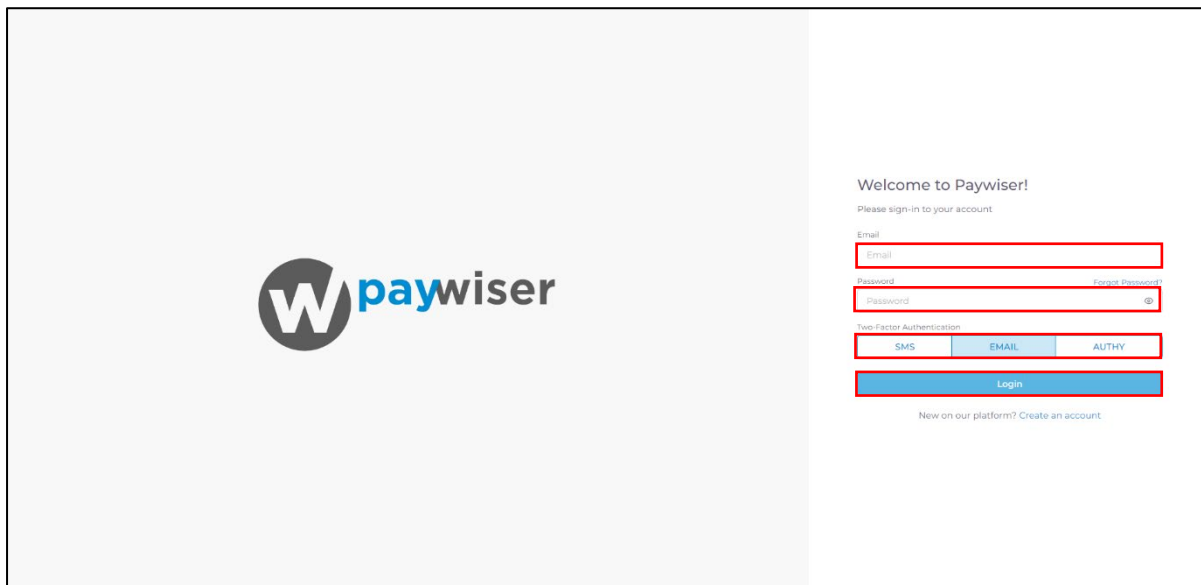 W paywiser
Welcome to Paywiser!
Please sign-in to your account
Email
Email
Password Forgot Password?
Password
Two-Factor Authentication
SMS EMAIL AUTHY
Login
New on our platform? Create an account